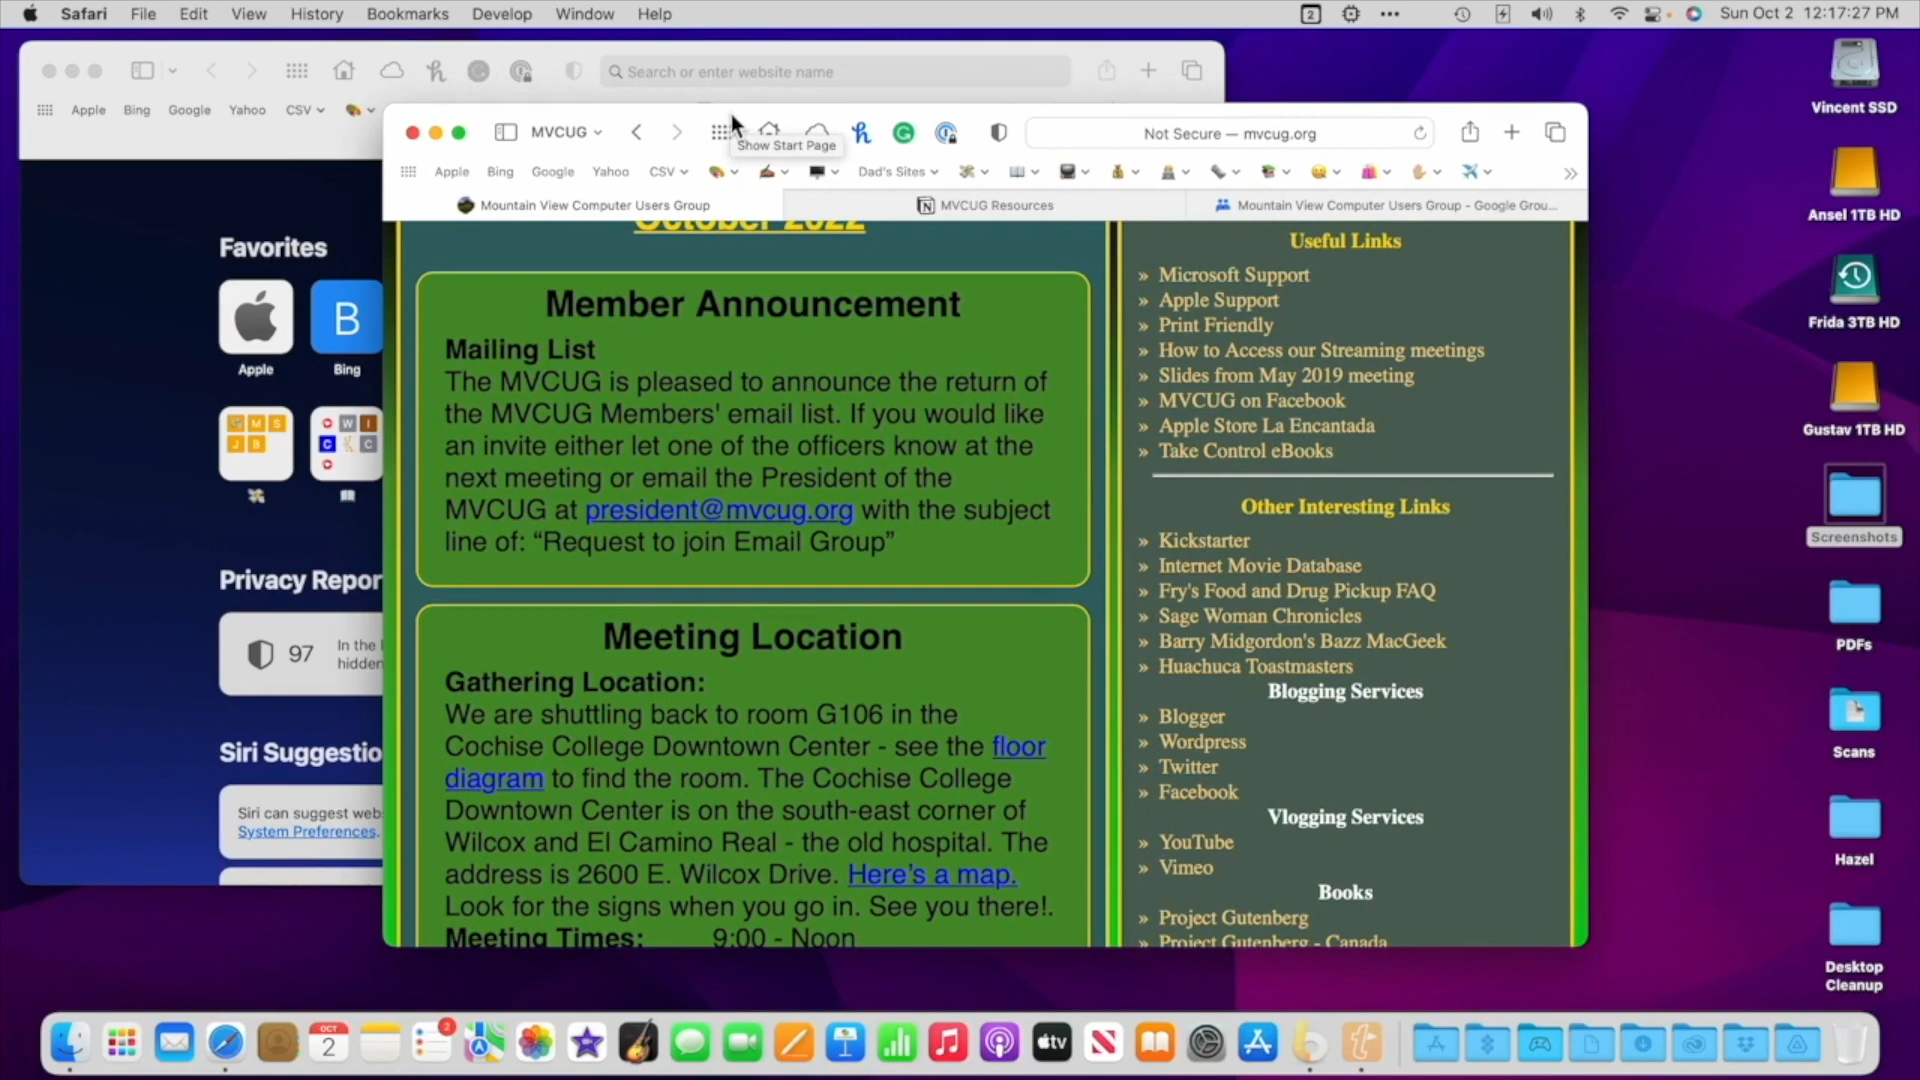 Safari File Edit View History Bookmarks Develop Window Help
2 Sun Oct 2 12:17:27 PM
Search or enter website name
Apple Bing Google Yahoo CSV
Favorites
B
Apple Bing
M S
J B
W I
C C
Privacy Repor
97 In the l
hidden
Siri Suggestio
Siri can suggest web
System Preferences.
MVCUG
Not Secure — mvcug.org
Show Start Page
Apple Bing Google Yahoo CSV Dad's Sites
Mountain View Computer Users Group
MVCUG Resources
Mountain View Computer Users Group - Google Grou...
October 2022
Member Announcement
Mailing List
The MVCUG is pleased to announce the return of
the MVCUG Members' email list. If you would like
an invite either let one of the officers know at the
next meeting or email the President of the
MVCUG at president@mvcug.org with the subject
line of: “Request to join Email Group”
Meeting Location
Gathering Location:
We are shuttling back to room G106 in the
Cochise College Downtown Center - see the floor
diagram to find the room. The Cochise College
Downtown Center is on the south-east corner of
Wilcox and El Camino Real - the old hospital. The
address is 2600 E. Wilcox Drive. Here's a map.
Look for the signs when you go in. See you there!.
Meeting Times: 9:00 - Noon
Useful Links
» Microsoft Support
» Apple Support
» Print Friendly
» How to Access our Streaming meetings
» Slides from May 2019 meeting
» MVCUG on Facebook
» Apple Store La Encantada
» Take Control eBooks
Other Interesting Links
» Kickstarter
» Internet Movie Database
» Fry's Food and Drug Pickup FAQ
» Sage Woman Chronicles
» Barry Midgordon's Bazz MacGeek
» Huachuca Toastmasters
Blogging Services
» Blogger
» Wordpress
» Twitter
» Facebook
Vlogging Services
» YouTube
» Vimeo
Books
» Project Gutenberg
» Project Gutenberg - Canada
Vincent SSD
Ansel 1TB HD
Frida 3TB HD
Gustav 1TB HD
Screenshots
PDFs
Scans
Hazel
Desktop
Cleanup
OCT
2
2
tv